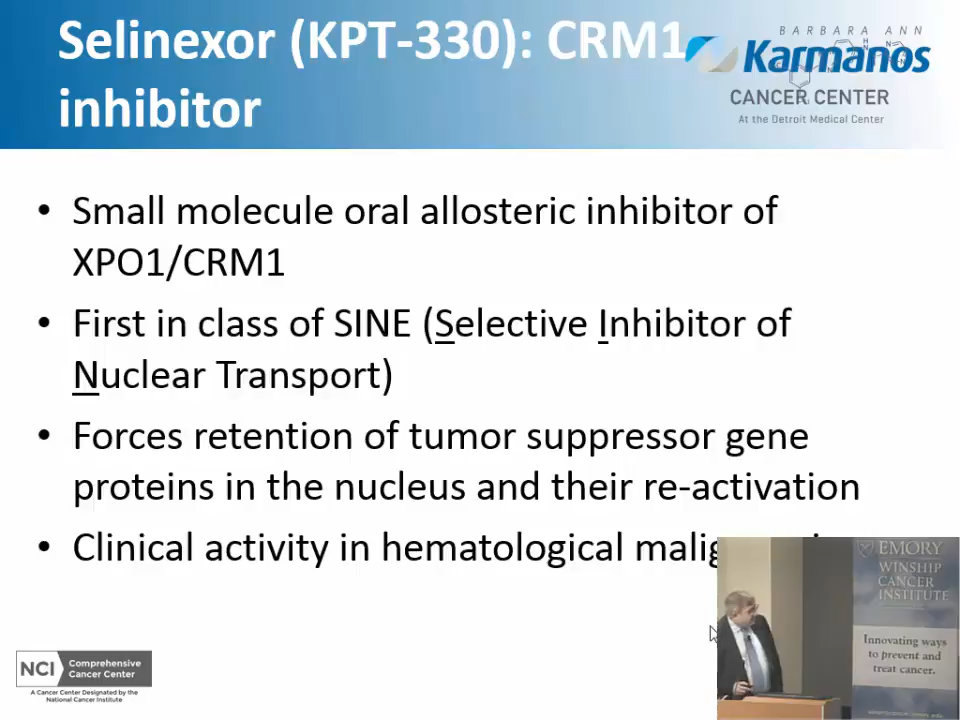 Selinexor (KPT-330): CRM1
inhibitor
BARBARA ANN
Karmanos
CANCER CENTER
At the Detroit Medical Center
• Small molecule oral allosteric inhibitor of
XPO1/CRM1
• First in class of SINE (Selective Inhibitor of
Nuclear Transport)
• Forces retention of tumor suppressor gene
proteins in the nucleus and their re-activation
• Clinical activity in hematological
EMORY
WINSHIP
CANCER
INSTITUTE
Innovating ways
to prevent and
treat cancer.
NCI
Comprehensive
Cancer Center
A Cancer Center Designated by the
National Cancer Institute